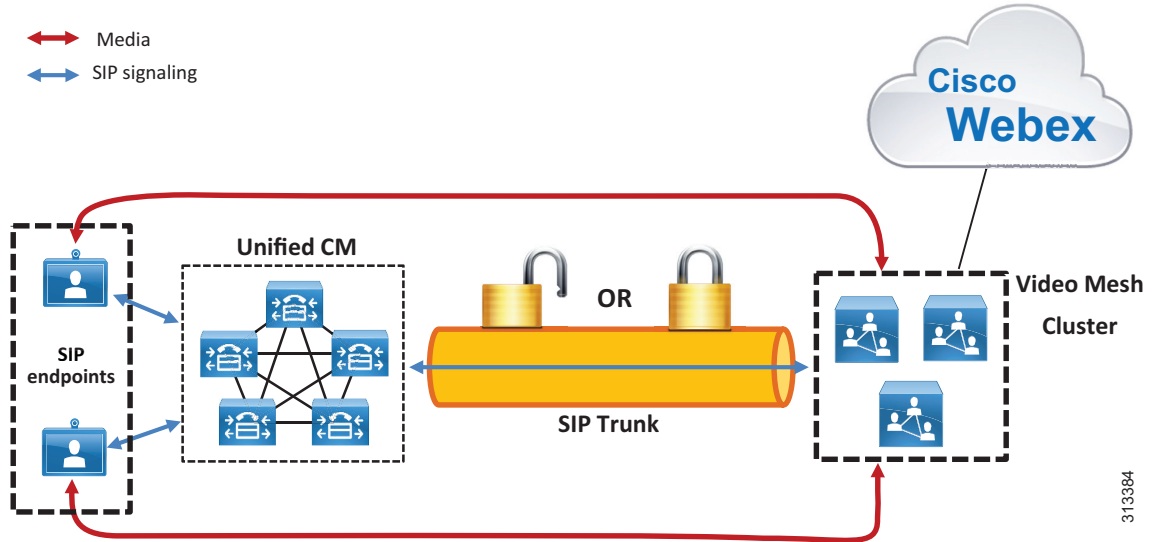 Media
SIP signaling
Cisco
Webex
Unified CM
OR
Video Mesh
Cluster
SIP
endpoints
SIP Trunk
313384